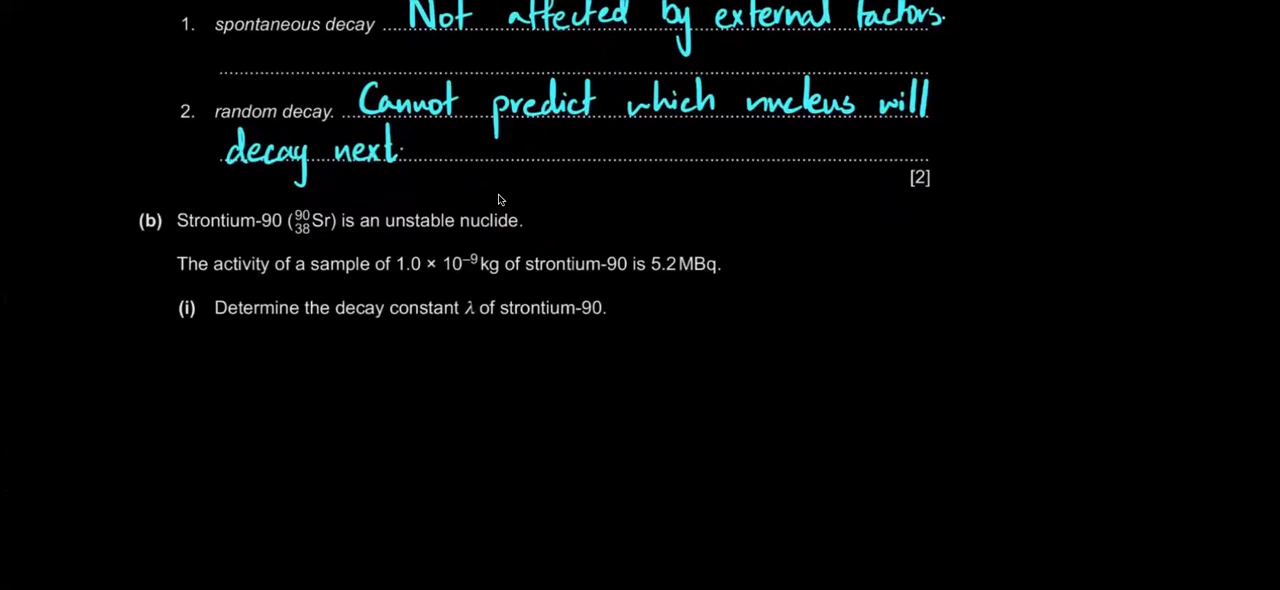 1. spontaneous decay Not affected by external factors.
2. random decay. Cannot predict which nucleus will
decay next.
[2]
(b) Strontium-90 (⁹⁰₃₈Sr) is an unstable nuclide.
The activity of a sample of 1.0 × 10⁻⁹ kg of strontium-90 is 5.2 MBq.
(i) Determine the decay constant λ of strontium-90.